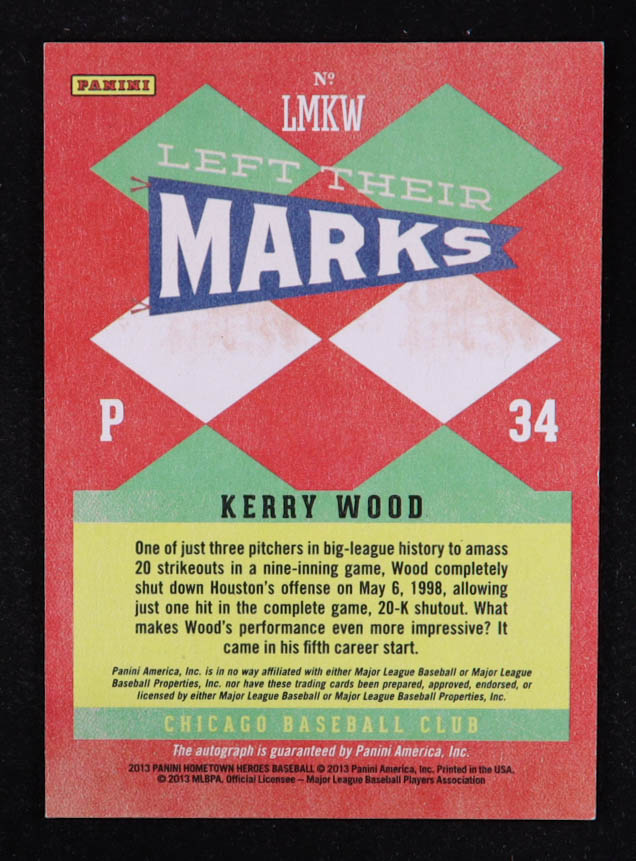 PANINI
Nº
LMKW
LEFT THEIR
MARKS
P
34
KERRY WOOD
One of just three pitchers in big-league history to amass
20 strikeouts in a nine-inning game, Wood completely
shut down Houston's offense on May 6, 1998, allowing
just one hit in the complete game, 20-K shutout. What
makes Wood's performance even more impressive? It
came in his fifth career start.
Panini America, Inc. is in no way affiliated with either Major League Baseball or Major League
Baseball Properties, Inc. nor have these trading cards been prepared, approved, endorsed, or
licensed by either Major League Baseball or Major League Baseball Properties, Inc.
CHICAGO BASEBALL CLUB
The autograph is guaranteed by Panini America, Inc.
2013 PANINI HOMETOWN HEROES BASEBALL © 2013 Panini America, Inc. Printed in the USA.
© 2013 MLBPA, Official Licensee – Major League Baseball Players Association